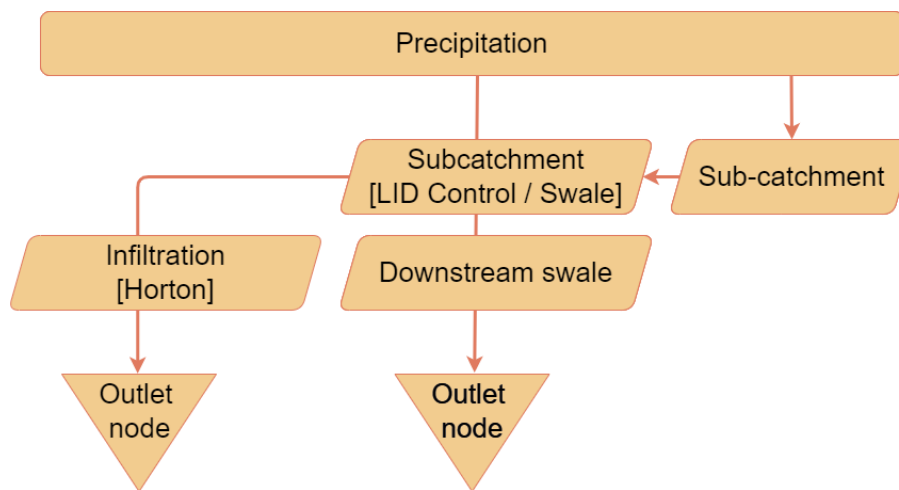 Precipitation
Subcatchment
[LID Control / Swale]
Sub-catchment
Infiltration
[Horton]
Downstream swale
Outlet
node
Outlet
node